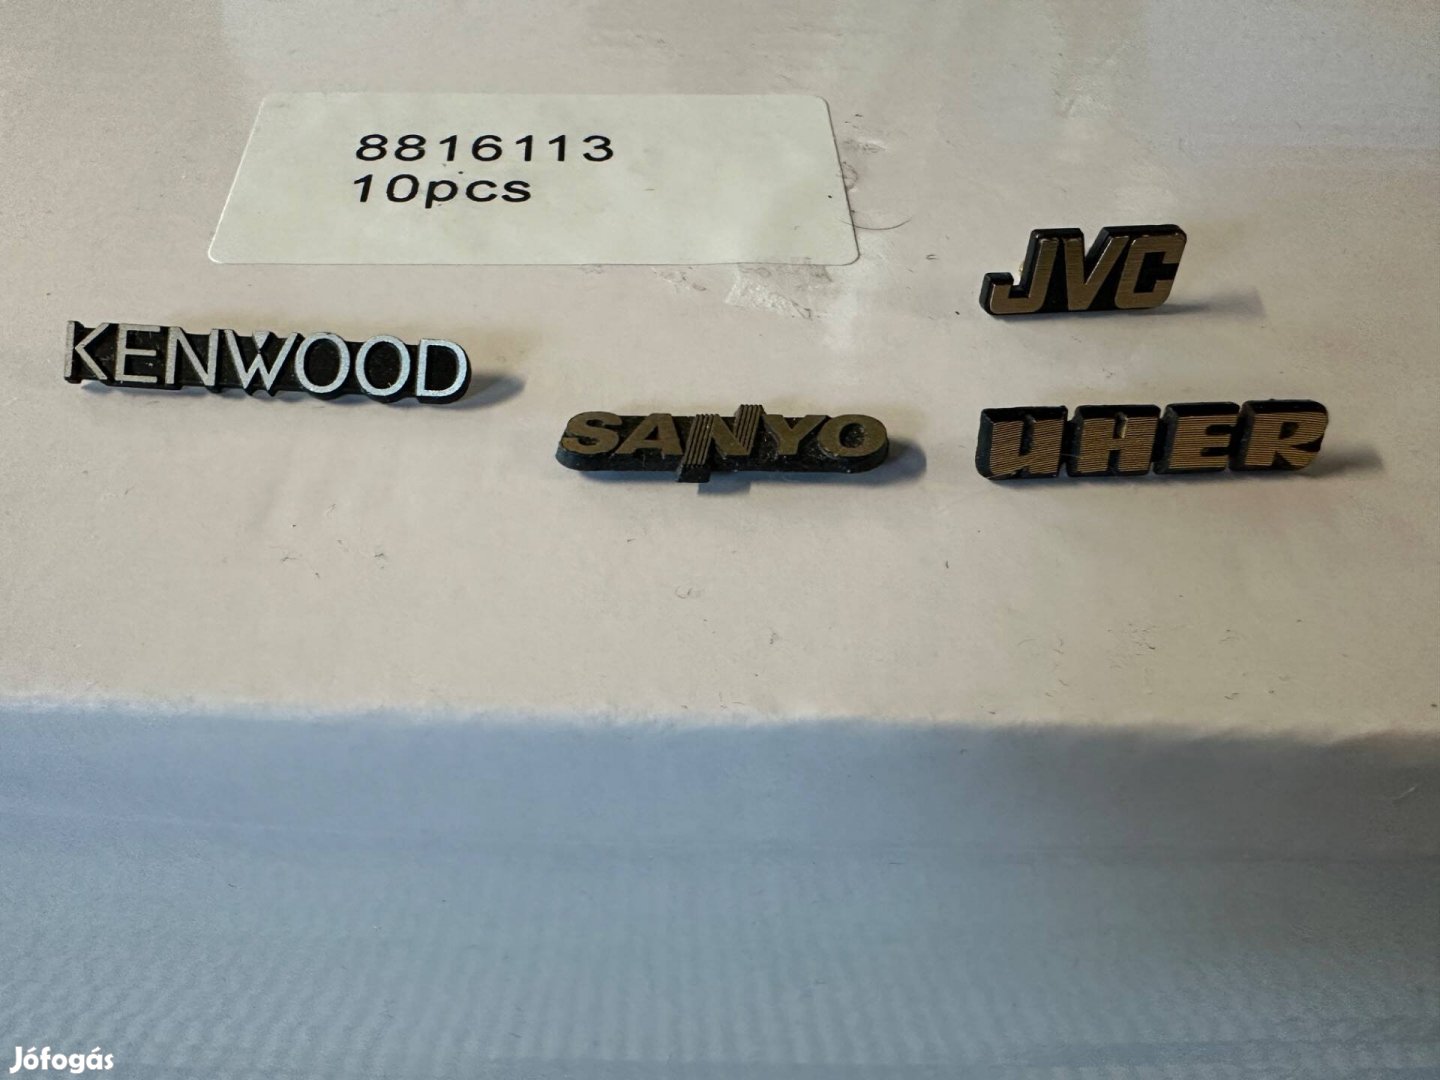 8816113
10pcs
JVC
KENWOOD
SANYO
UHER
Jófogás